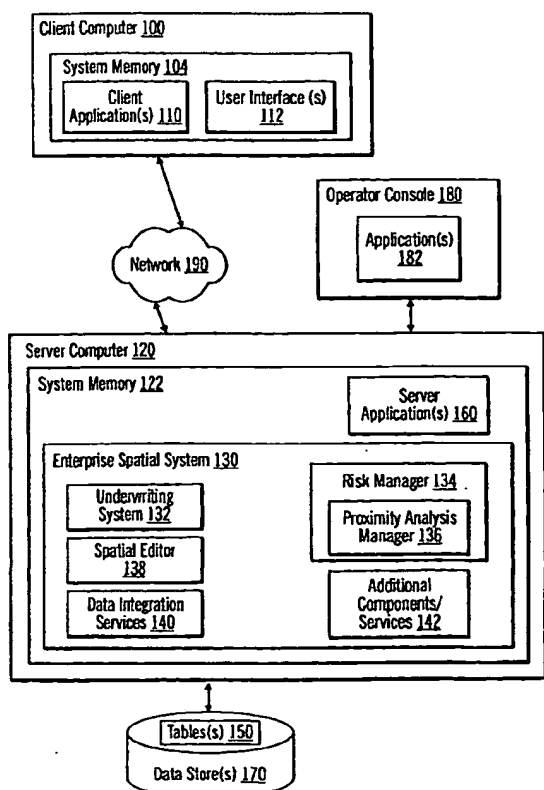 Client Computer 100
System Memory 104
Client
Application(s) 110
User Interface (s)
112
Operator Console 180
Application(s)
182
Network 190
Server Computer 120
System Memory 122
Server
Application(s) 160
Enterprise Spatial System 130
Underwriting
System 132
Risk Manager 134
Proximity Analysis
Manager 136
Spatial Editor
138
Data Integration
Services 140
Additional
Components/
Services 142
Tables(s) 150
Data Store(s) 170